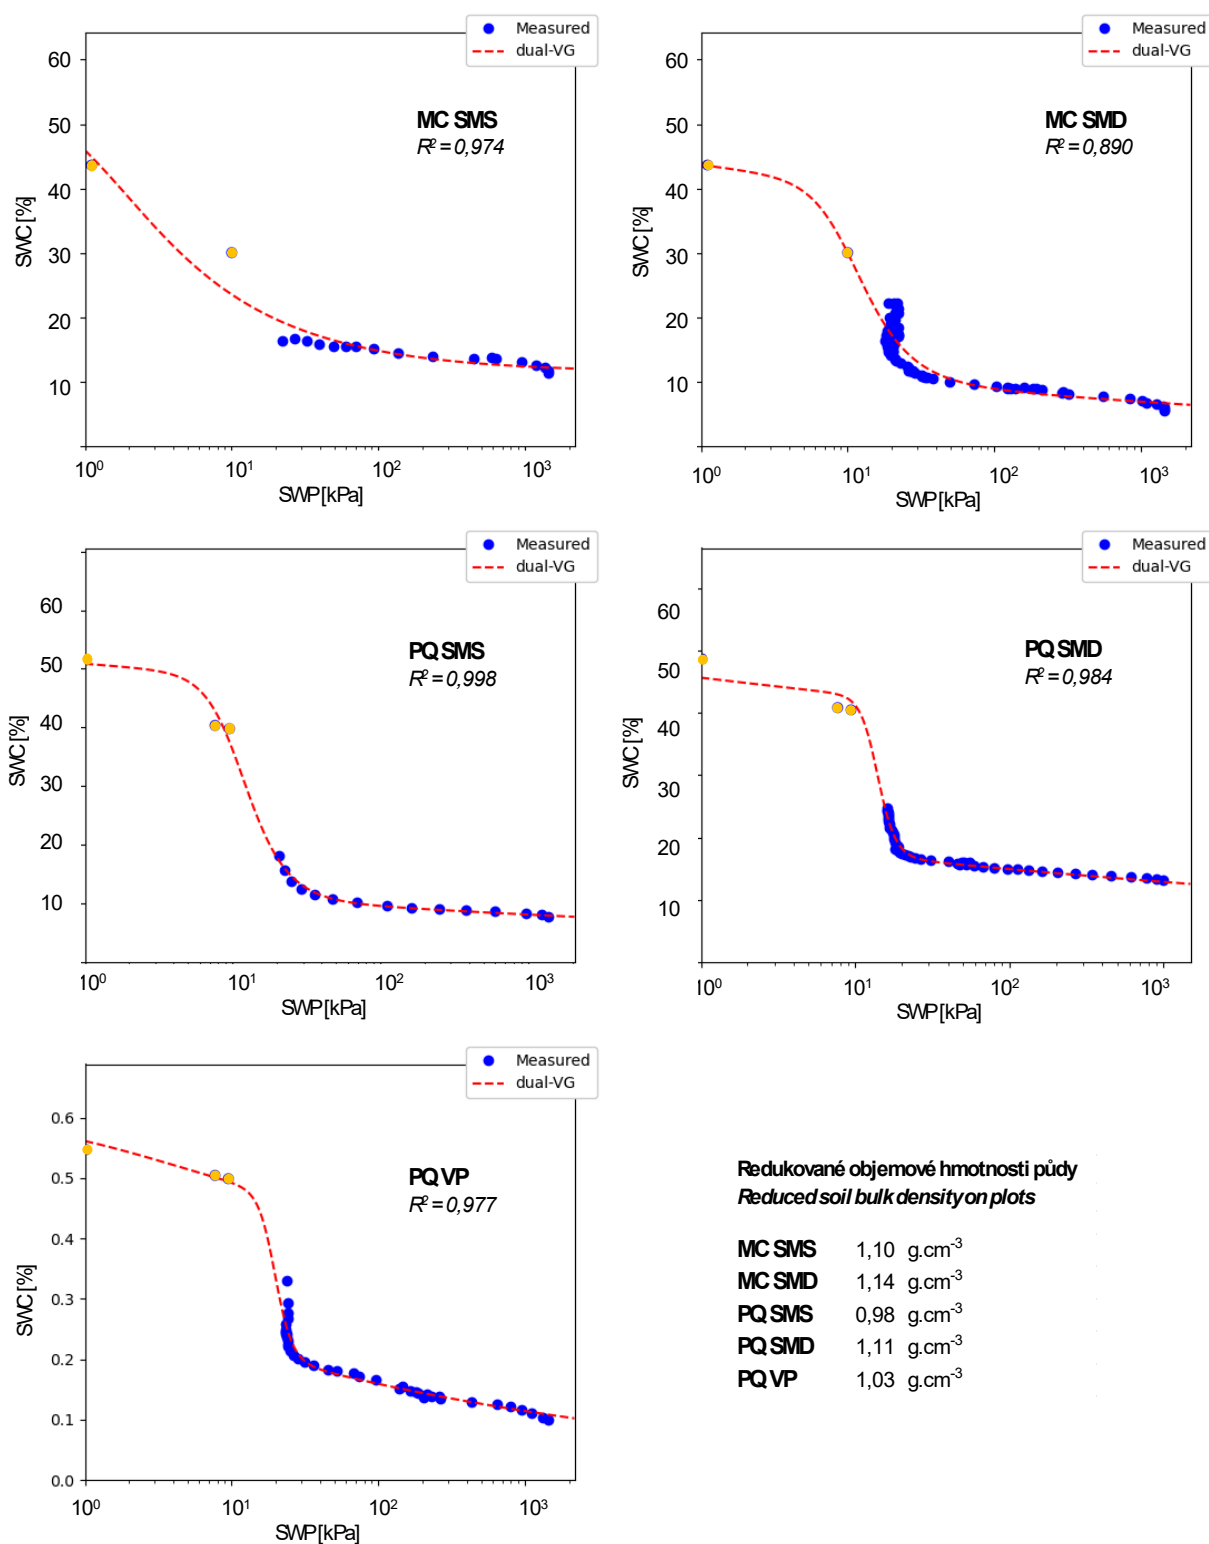 Measured
dual-VG
60
50
40
30
20
10
MC SMS
R² = 0,974
SWC [%]
10⁰ 10¹ 10² 10³
SWP [kPa]
Measured
dual-VG
60
50
40
30
20
10
MC SMD
R² = 0,890
SWC [%]
10⁰ 10¹ 10² 10³
SWP [kPa]
Measured
dual-VG
60
50
40
30
20
10
PQ SMS
R² = 0,998
SWC [%]
10⁰ 10¹ 10² 10³
SWP [kPa]
Measured
dual-VG
60
50
40
30
20
10
PQ SMD
R² = 0,984
SWC [%]
10⁰ 10¹ 10² 10³
SWP [kPa]
Measured
dual-VG
0.6
0.5
0.4
0.3
0.2
0.1
0.0
PQ VP
R² = 0,977
SWC [%]
10⁰ 10¹ 10² 10³
SWP [kPa]
Redukované objemové hmotnosti půdy
Reduced soil bulk density on plots
MC SMS 1,10 g.cm⁻³
MC SMD 1,14 g.cm⁻³
PQ SMS 0,98 g.cm⁻³
PQ SMD 1,11 g.cm⁻³
PQ VP 1,03 g.cm⁻³